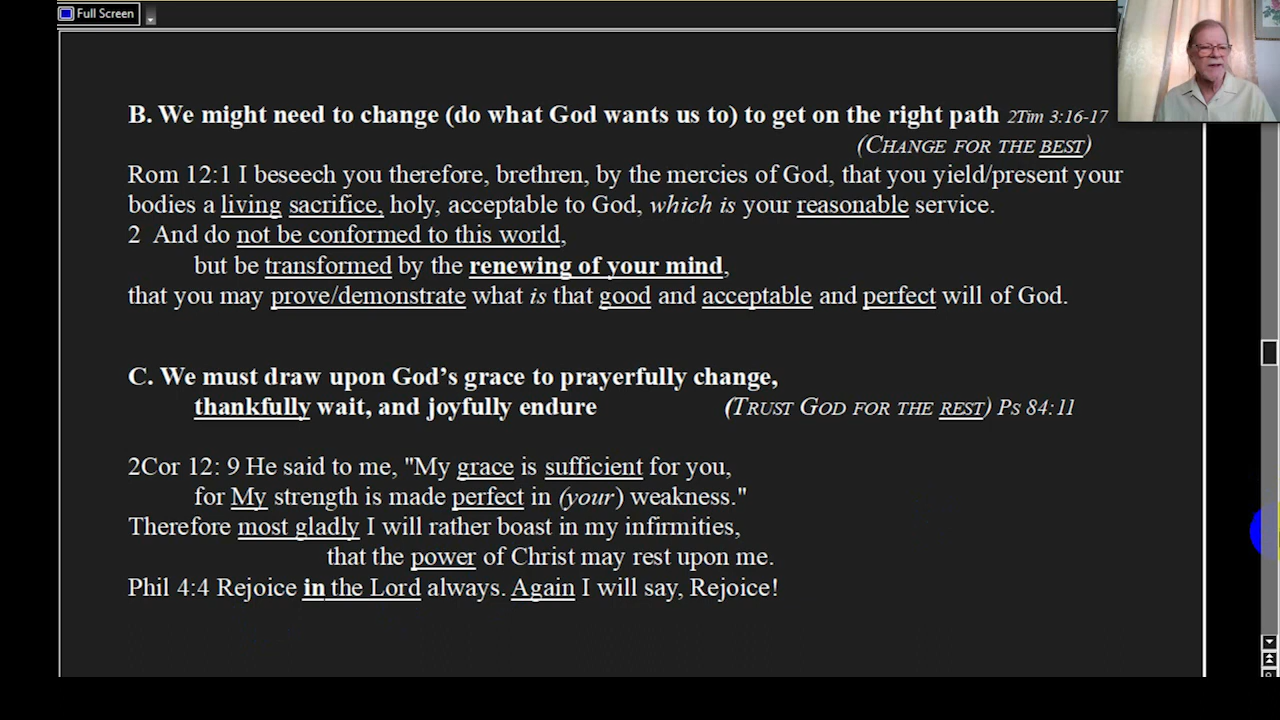 Full Screen
B. We might need to change (do what God wants us to) to get on the right path 2Tim 3:16-17
(CHANGE FOR THE BEST)
Rom 12:1 I beseech you therefore, brethren, by the mercies of God, that you yield/present your
bodies a living sacrifice, holy, acceptable to God, which is your reasonable service.
2 And do not be conformed to this world,
but be transformed by the renewing of your mind,
that you may prove/demonstrate what is that good and acceptable and perfect will of God.
C. We must draw upon God's grace to prayerfully change,
thankfully wait, and joyfully endure (TRUST GOD FOR THE REST) PS 84:11
2Cor 12: 9 He said to me, "My grace is sufficient for you,
for My strength is made perfect in (your) weakness."
Therefore most gladly I will rather boast in my infirmities,
that the power of Christ may rest upon me.
Phil 4:4 Rejoice in the Lord always. Again I will say, Rejoice!